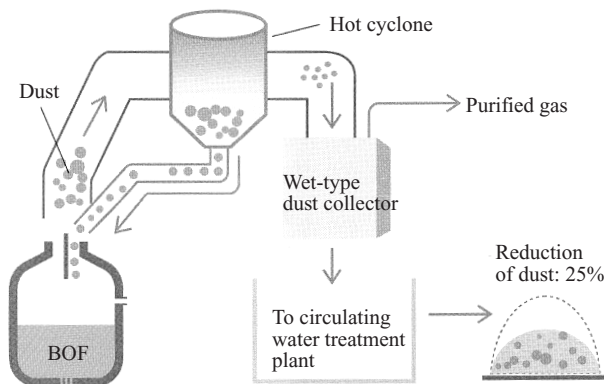 Hot cyclone
Dust
Purified gas
Wet-type
dust collector
Reduction
of dust: 25%
To circulating
water treatment
plant
BOF